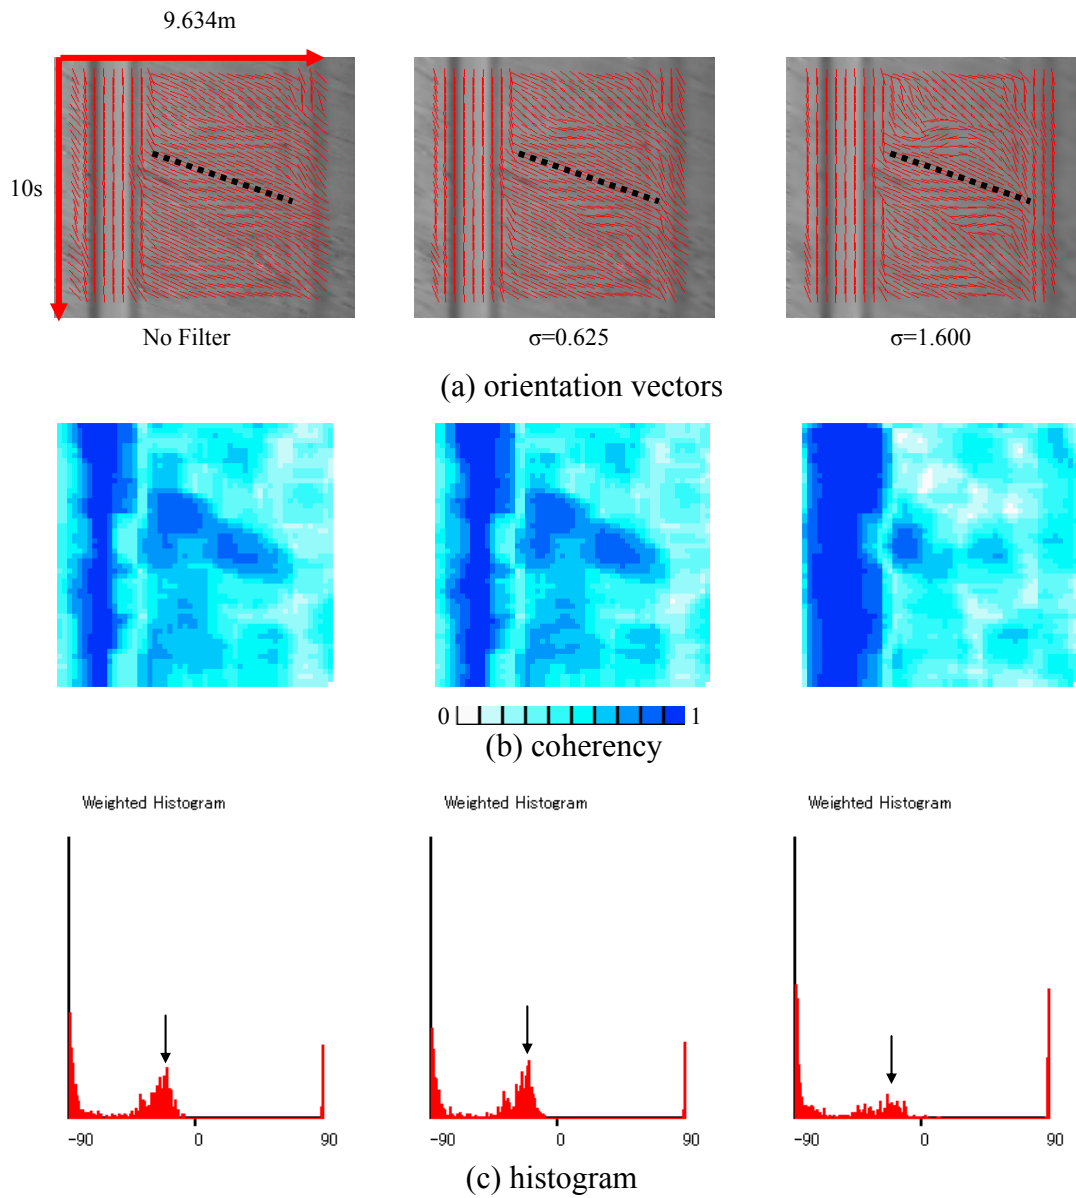 9.634m
10s
No Filter
σ=0.625
σ=1.600
(a) orientation vectors
0 1
(b) coherency
Weighted Histogram
Weighted Histogram
Weighted Histogram
-90 0 90
-90 0 90
-90 0 90
(c) histogram